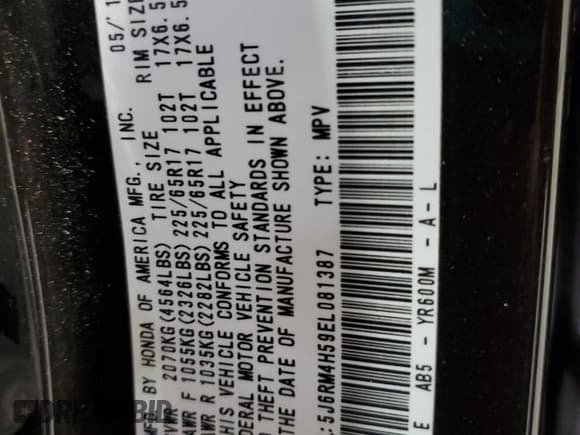 MFD. BY HONDA OF AMERICA MFG., INC. 05/1
GVWR 2070KG(4564LBS) TIRE SIZE RIM SIZE
GAWR F 1055KG(2326LBS) 225/65R17 102T 17X6.5
GAWR R 1035KG(2282LBS) 225/65R17 102T 17X6.5
THIS VEHICLE CONFORMS TO ALL APPLICABLE
FEDERAL MOTOR VEHICLE SAFETY
AND THEFT PREVENTION STANDARDS IN EFFECT
ON THE DATE OF MANUFACTURE SHOWN ABOVE.
: 5J6RM4H59EL081387 TYPE: MPV
E AB5 - YR600M - A - L